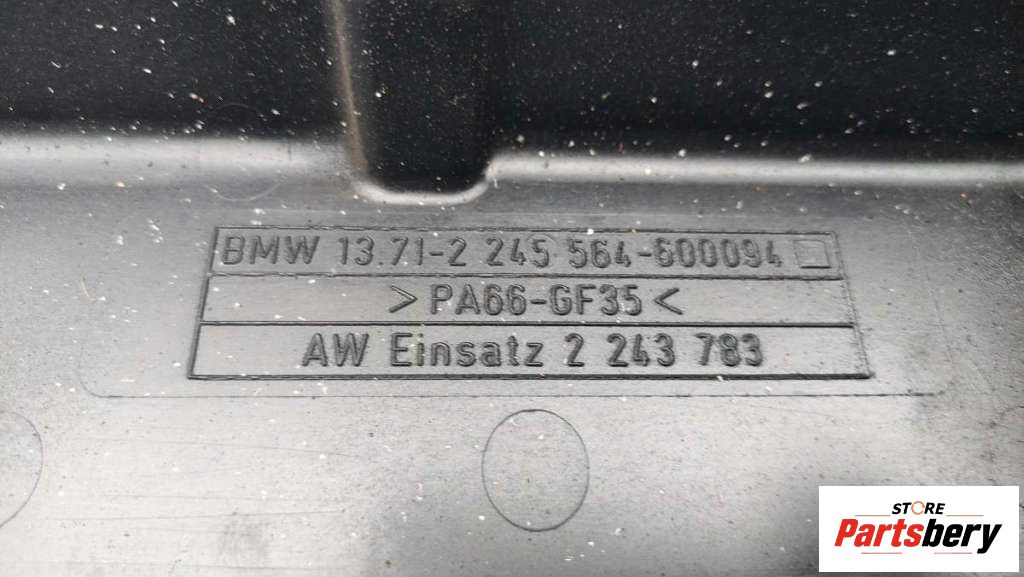 BMW 13.71-2 245 564-600094
>PA66-GF35<
AW Einsatz 2 243 783
STORE
Partsbery